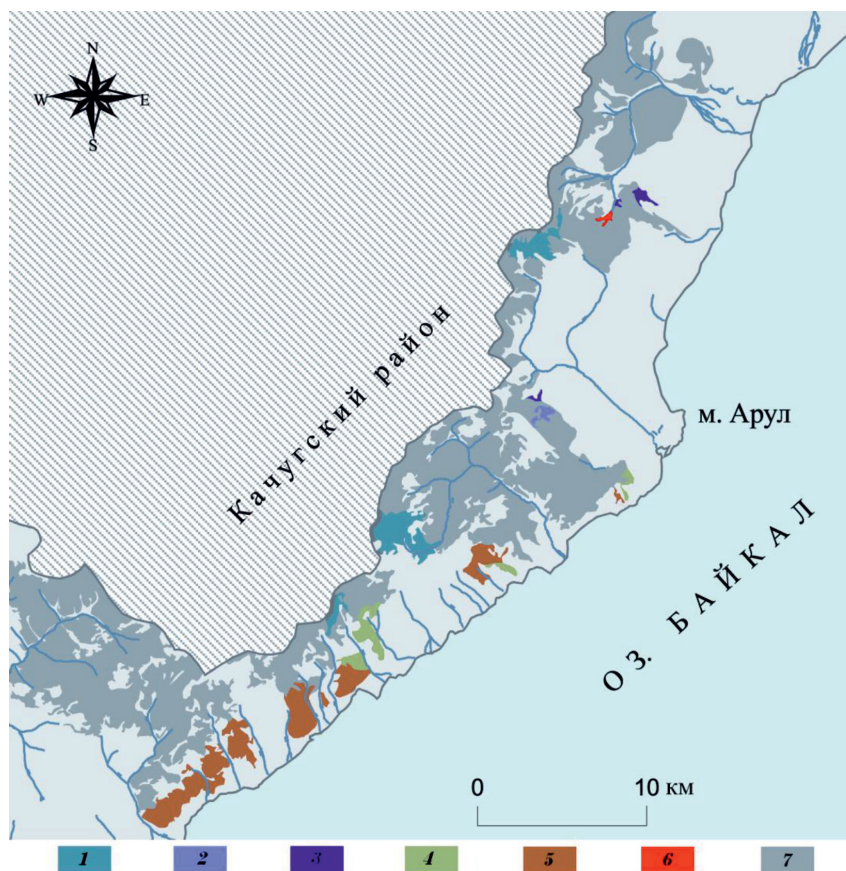 N
W E
S
Качугский район
м. Арул
ОЗ. БАЙКАЛ
0 10 км
1 2 3 4 5 6 7